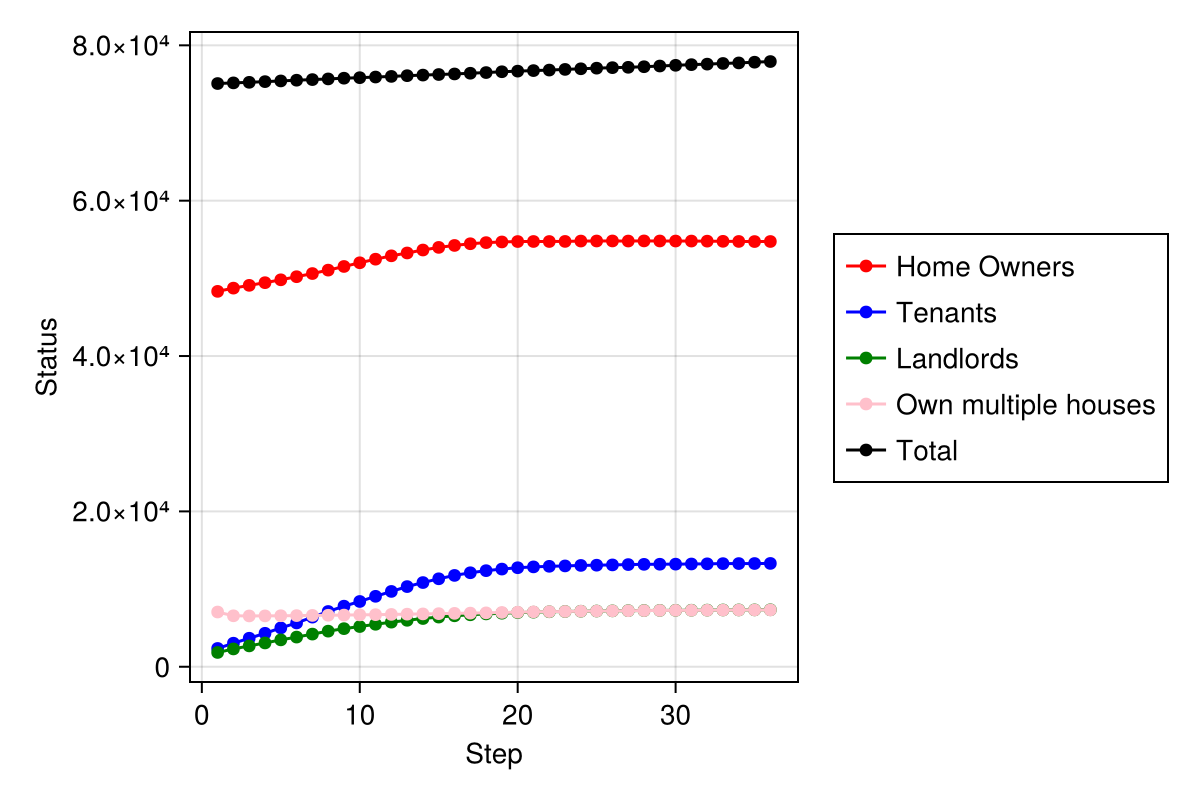 8.0×10⁴
6.0×10⁴
4.0×10⁴
2.0×10⁴
0
Status
0 10 20 30
Step
Home Owners
Tenants
Landlords
Own multiple houses
Total